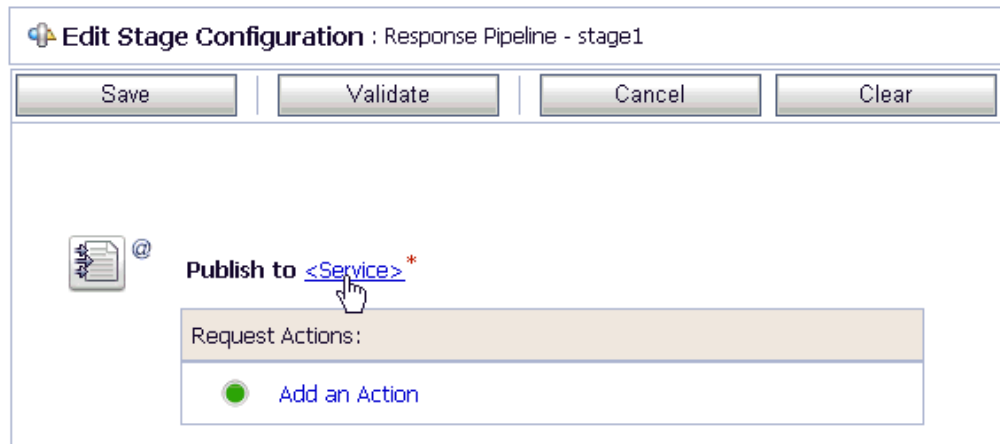 Edit Stage Configuration : Response Pipeline - stage1
Save Validate Cancel Clear
@
Publish to <Service>*
Request Actions:
Add an Action